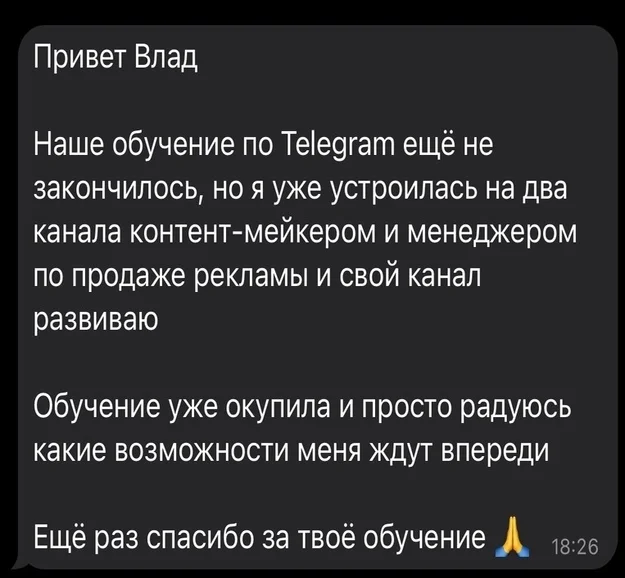 Привет Влад
Наше обучение по Telegram ещё не
закончилось, но я уже устроилась на два
канала контент-мейкером и менеджером
по продаже рекламы и свой канал
развиваю
Обучение уже окупила и просто радуюсь
какие возможности меня ждут впереди
Ещё раз спасибо за твоё обучение 🙏 18:26